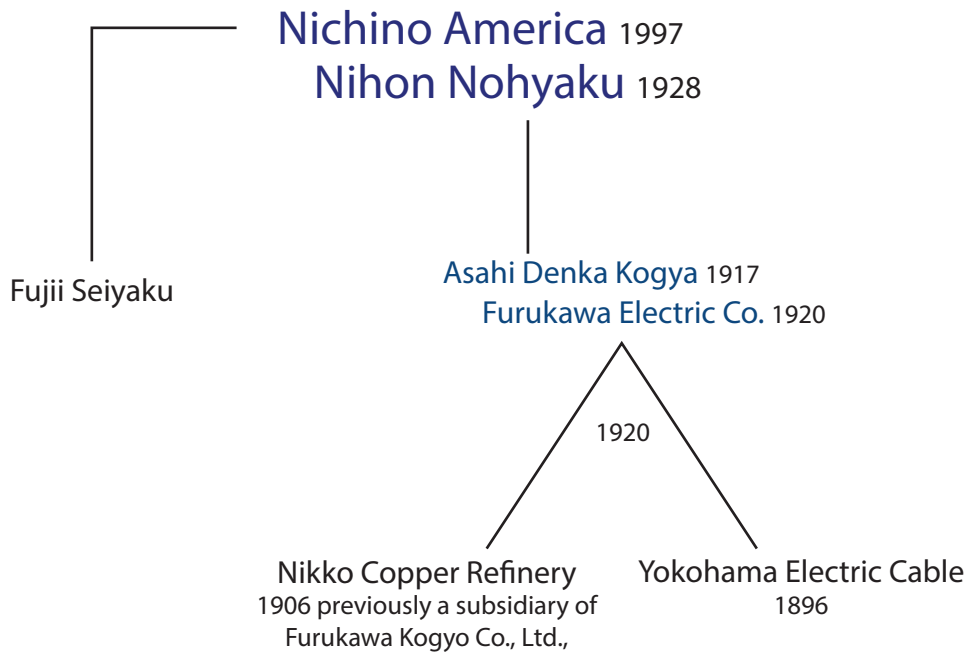 Nichino America 1997
Nihon Nohyaku 1928
Fujii Seiyaku
Asahi Denka Kogya 1917
Furukawa Electric Co. 1920
1920
Nikko Copper Refinery
1906 previously a subsidiary of
Furukawa Kogyo Co., Ltd.,
Yokohama Electric Cable
1896